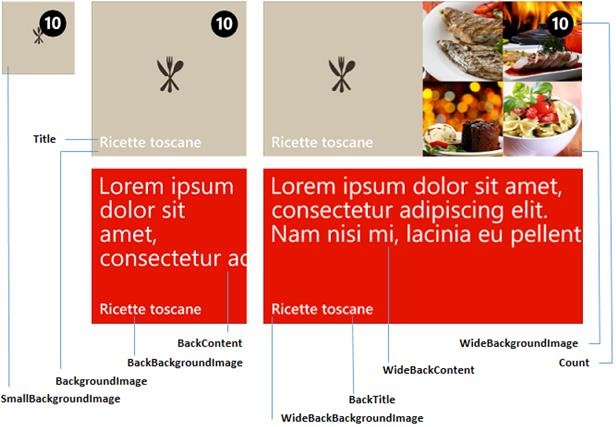 10
10
10
Title
Ricette toscane
Ricette toscane
Lorem ipsum
dolor sit
amet,
consectetur ad
Ricette toscane
Lorem ipsum dolor sit amet,
consectetur adipiscing elit.
Nam nisi mi, lacinia eu pellent
Ricette toscane
BackContent
WideBackgroundImage
BackBackgroundImage
Count
WideBackContent
BackgroundImage
SmallBackgroundImage
BackTitle
WideBackBackgroundImage